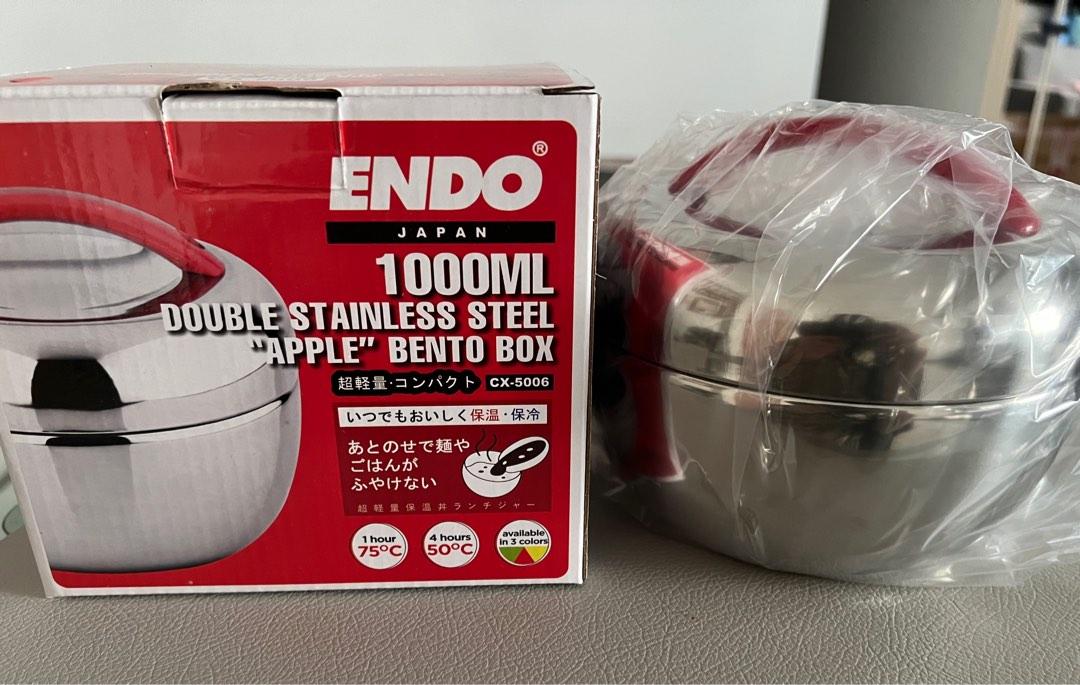 ENDO®
JAPAN
1000ML
DOUBLE STAINLESS STEEL
"APPLE" BENTO BOX
超軽量・コンパクト CX-5006
いつでもおいしく保温・保冷
あとのせで麺や
ごはんが
ふやけない
超軽量保温丼ランチジャー
1 hour
75°C
4 hours
50°C
available
in 3 colors